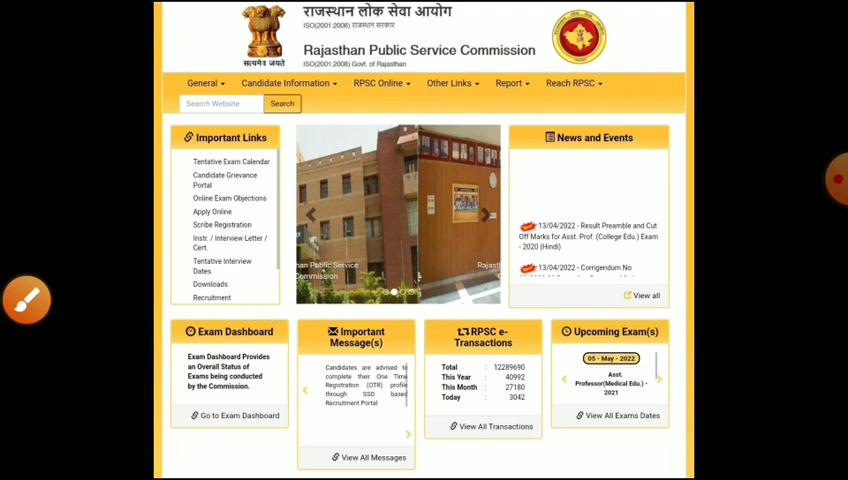 राजस्थान लोक सेवा आयोग
ISO(2001:2008) राजस्थान सरकार
Rajasthan Public Service Commission
ISO(2001:2008) Govt. of Rajasthan
सत्यमेव जयते
General
Candidate Information
RPSC Online
Other Links
Report
Reach RPSC
Search Website
Search
Important Links
Tentative Exam Calendar
Candidate Grievance
Portal
Online Exam Objections
Apply Online
Scribe Registration
Instr. / Interview Letter /
Cert.
Tentative Interview
Dates
Downloads
Recruitment
han Public Service
Commission
Rajast
News and Events
13/04/2022 - Result Preamble and Cut
Off Marks for Asst. Prof. (College Edu.) Exam
- 2020 (Hindi)
13/04/2022 - Corrigendum No
View all
Exam Dashboard
Exam Dashboard Provides
an Overall Status of
Exams being conducted
by the Commission.
Go to Exam Dashboard
Important
Message(s)
Candidates are advised to
complete their One Time
Registration (OTR) profile
through SSO based
Recruitment Portal
View All Messages
RPSC e-
Transactions
Total : 12289690
This Year : 40992
This Month : 27180
Today : 3042
View All Transactions
Upcoming Exam(s)
05 - May - 2022
Asst.
Professor(Medical Edu.) -
2021
View All Exams Dates